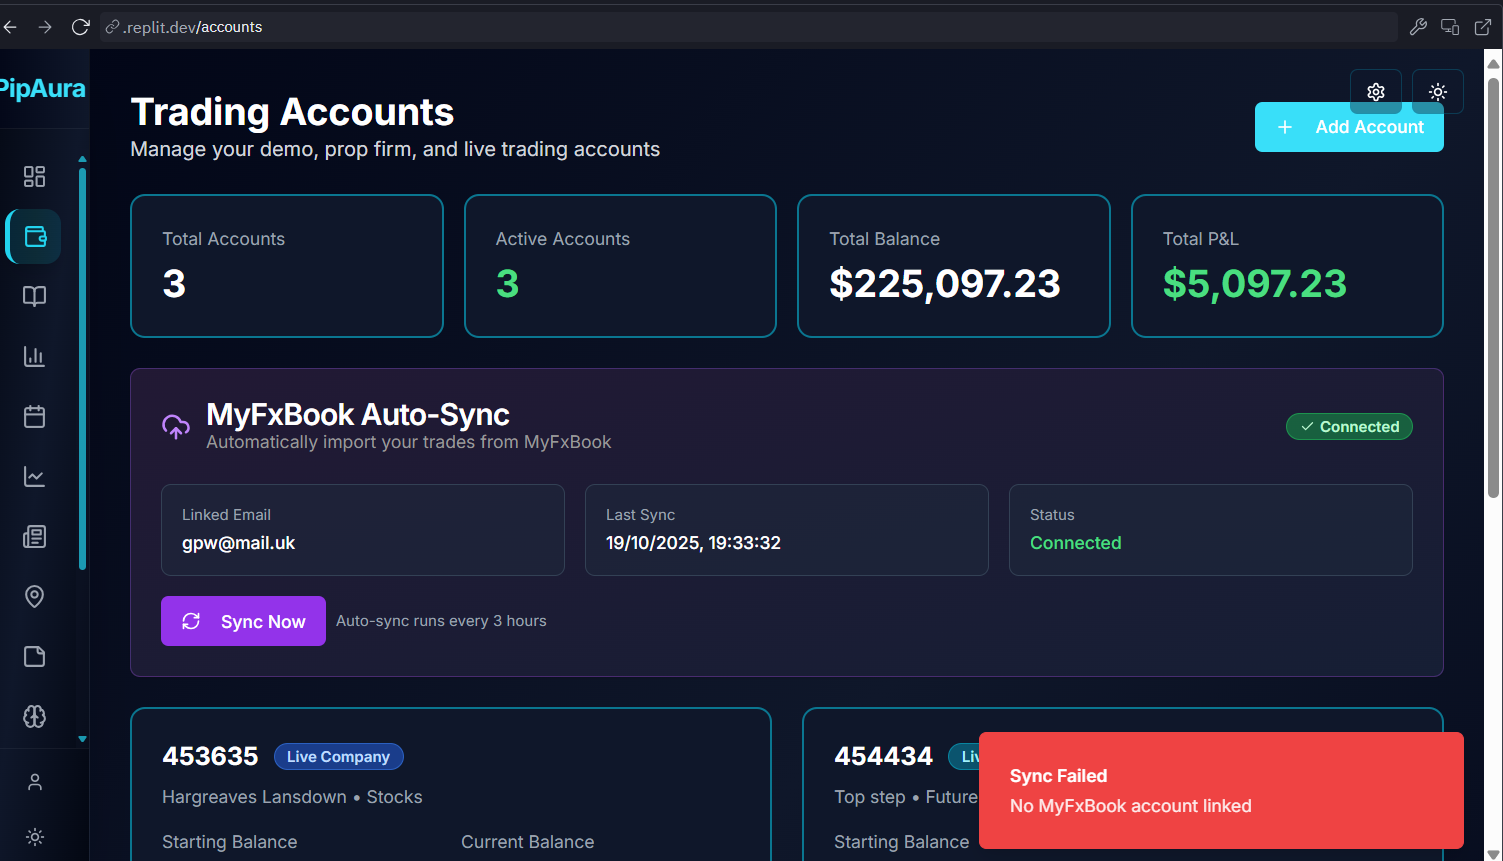 .replit.dev/accounts
PipAura
Trading Accounts
Manage your demo, prop firm, and live trading accounts
Add Account
Total Accounts
3
Active Accounts
3
Total Balance
$225,097.23
Total P&L
$5,097.23
MyFxBook Auto-Sync
Automatically import your trades from MyFxBook
Connected
Linked Email
gpw@mail.uk
Last Sync
19/10/2025, 19:33:32
Status
Connected
Sync Now
Auto-sync runs every 3 hours
453635
Live Company
Hargreaves Lansdown • Stocks
Starting Balance
Current Balance
454434
Top step • Future
Starting Balance
Sync Failed
No MyFxBook account linked